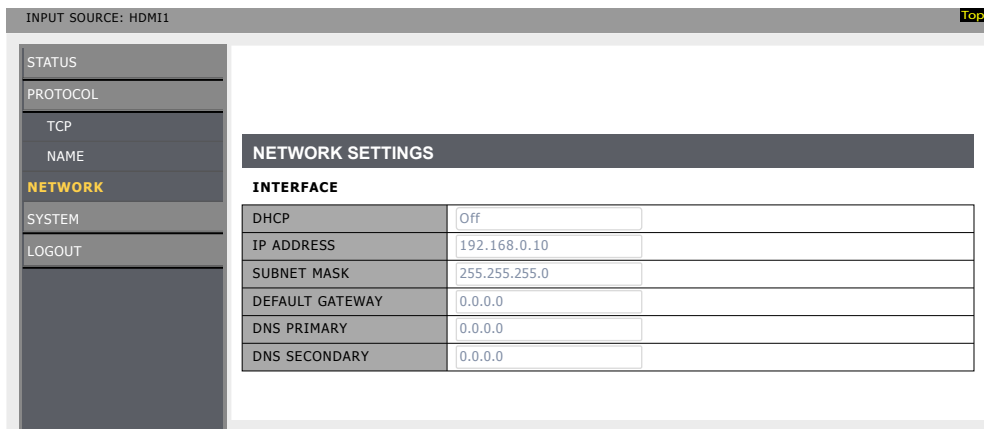 INPUT SOURCE: HDMI1
Top
STATUS
PROTOCOL
TCP
NAME
NETWORK
SYSTEM
LOGOUT
NETWORK SETTINGS
INTERFACE
DHCP Off
IP ADDRESS 192.168.0.10
SUBNET MASK 255.255.255.0
DEFAULT GATEWAY 0.0.0.0
DNS PRIMARY 0.0.0.0
DNS SECONDARY 0.0.0.0